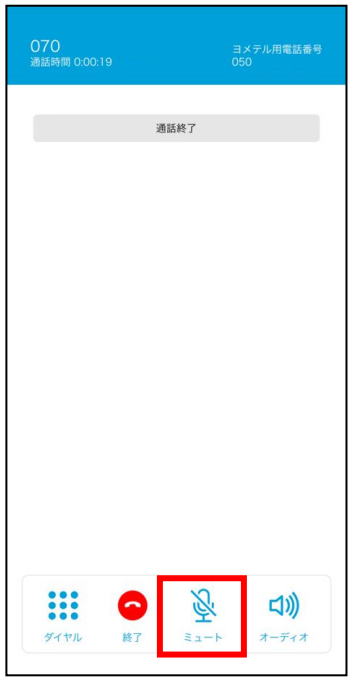 070
通話時間 0:00:19
ヨメテル用電話番号
050
通話終了
ダイヤル
終了
ミュート
オーディオ